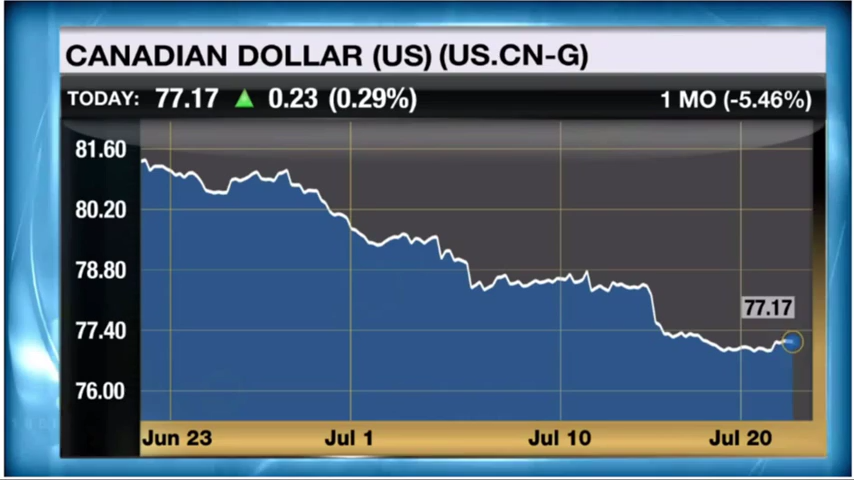 CANADIAN DOLLAR (US) (US.CN-G)
TODAY: 77.17 ▲ 0.23 (0.29%) 1 MO (-5.46%)
81.60
80.20
78.80
77.17
77.40
76.00
Jun 23 Jul 1 Jul 10 Jul 20